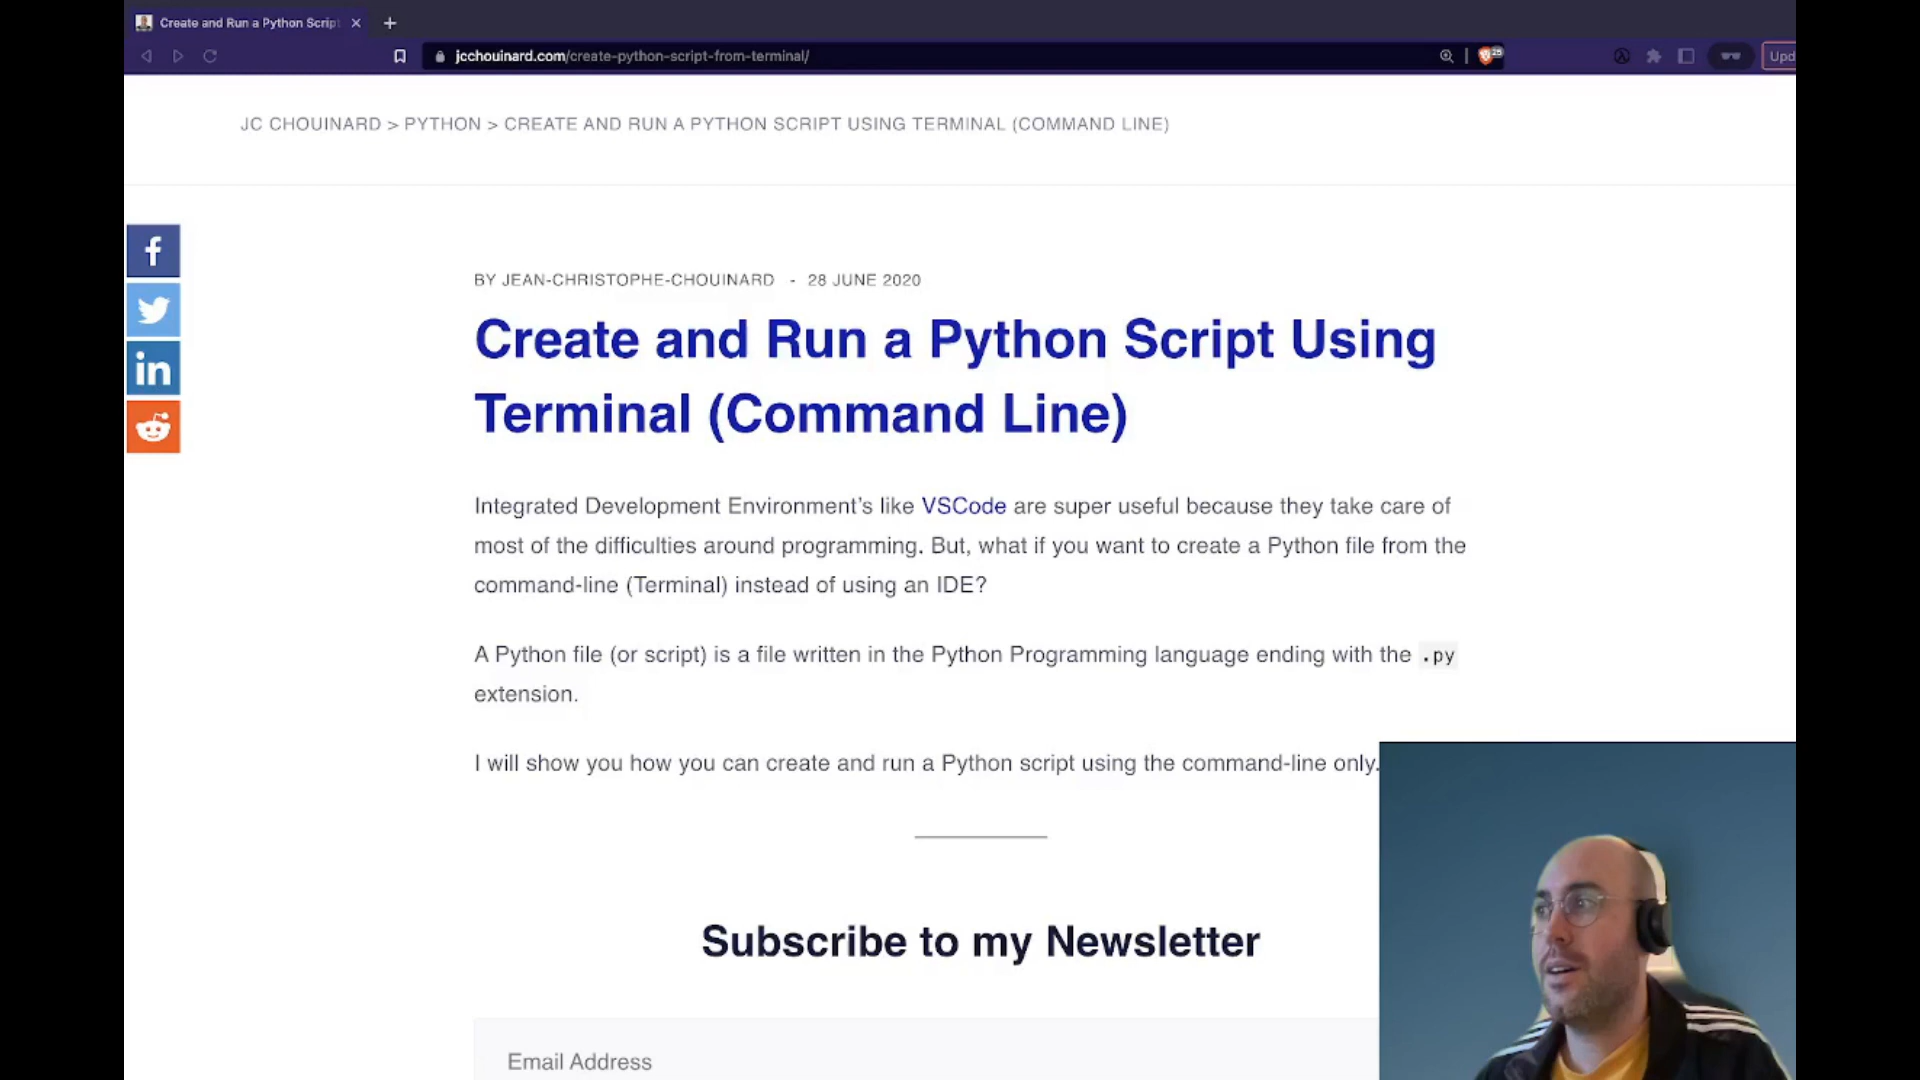 Create and Run a Python Script
jcchouinard.com/create-python-script-from-terminal/
25
Upd
JC CHOUINARD > PYTHON > CREATE AND RUN A PYTHON SCRIPT USING TERMINAL (COMMAND LINE)
f
in
BY JEAN-CHRISTOPHE-CHOUINARD - 28 JUNE 2020
Create and Run a Python Script Using
Terminal (Command Line)
Integrated Development Environment’s like VSCode are super useful because they take care of
most of the difficulties around programming. But, what if you want to create a Python file from the
command-line (Terminal) instead of using an IDE?
A Python file (or script) is a file written in the Python Programming language ending with the .py
extension.
I will show you how you can create and run a Python script using the command-line only.
Subscribe to my Newsletter
Email Address